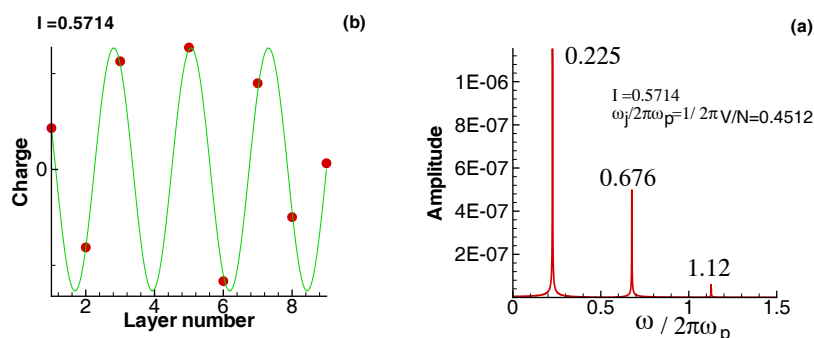 I =0.5714
(b)
Charge
0
2
4
6
8
Layer number
(a)
Amplitude
1E-06
8E-07
6E-07
4E-07
2E-07
0.225
I =0.5714
ωj/2πωp=1/ 2π V/N=0.4512
0.676
1.12
0
0.5
1
1.5
ω / 2πωp